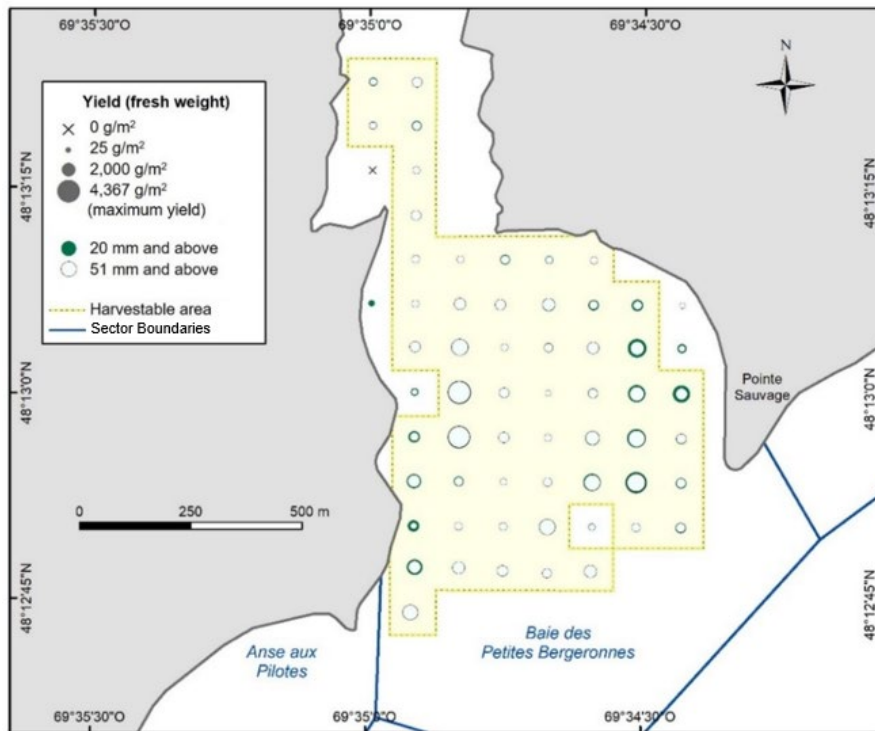 69°35'30"O 69°35'0"O 69°34'30"O
N
Yield (fresh weight)
0 g/m²
25 g/m²
2,000 g/m²
4,367 g/m²
(maximum yield)
20 mm and above
51 mm and above
Harvestable area
Sector Boundaries
48°13'15"N
48°13'15"N
48°13'0"N
48°13'0"N
Pointe
Sauvage
0 250 500 m
48°12'45"N
48°12'45"N
Anse aux
Pilotes
Baie des
Petites Bergeronnes
69°35'30"O 69°35'0"O 69°34'30"O